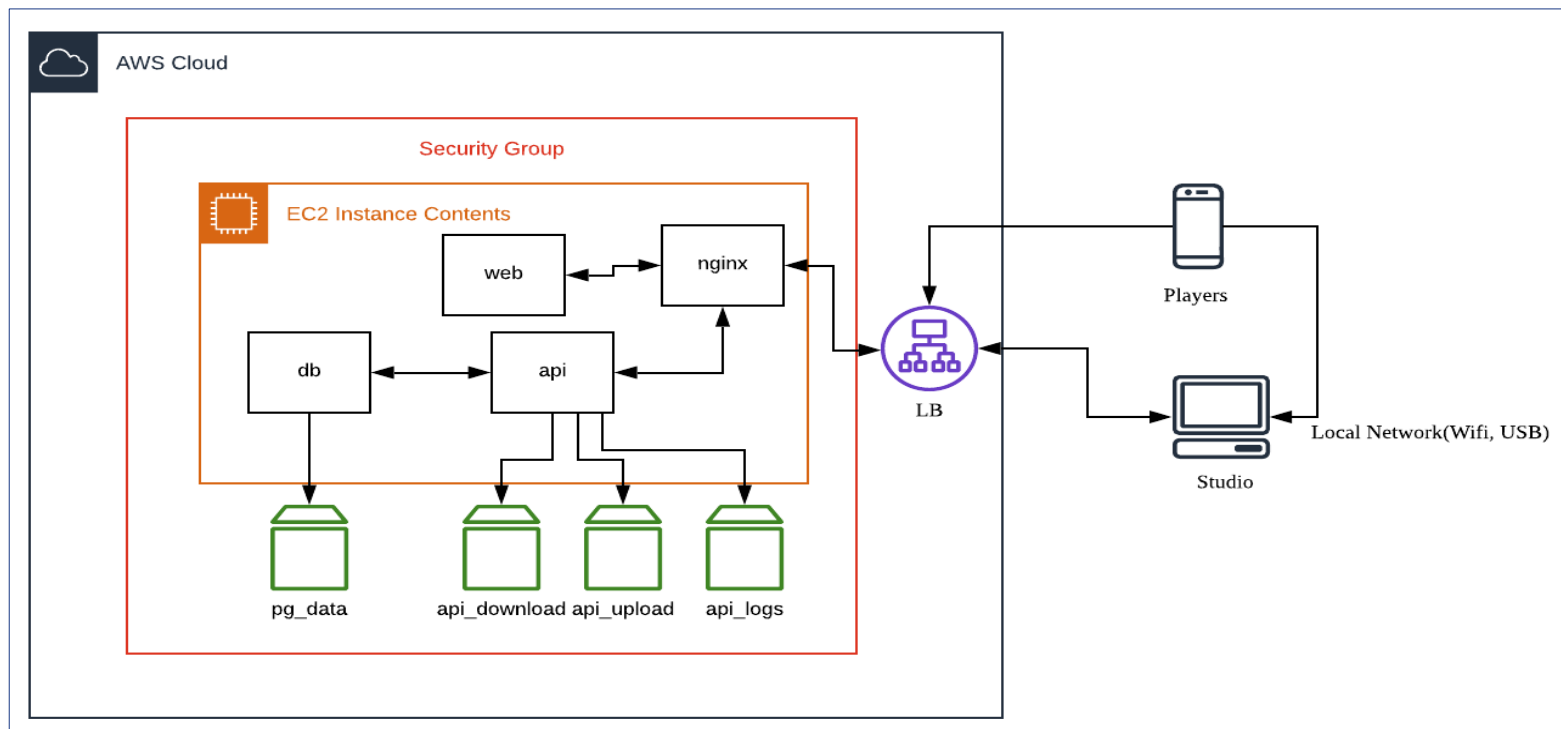 AWS Cloud
Security Group
EC2 Instance Contents
web
nginx
db
api
Players
LB
Local Network(Wifi, USB)
Studio
pg_data
api_download
api_upload
api_logs